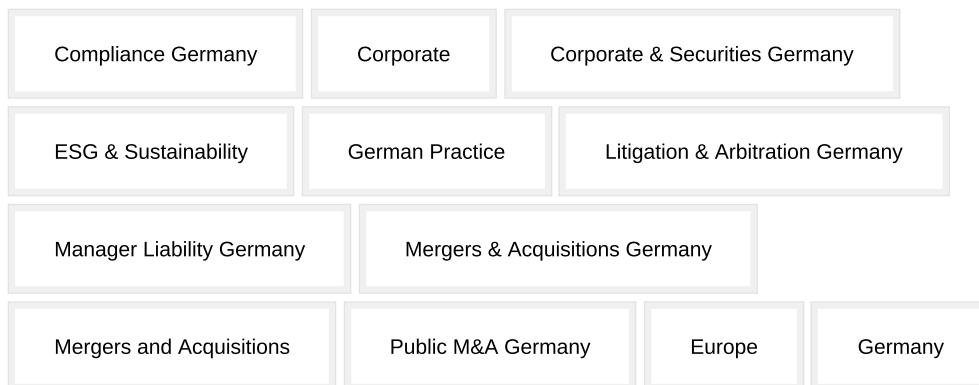 Compliance Germany Corporate Corporate & Securities Germany
ESG & Sustainability German Practice Litigation & Arbitration Germany
Manager Liability Germany Mergers & Acquisitions Germany
Mergers and Acquisitions Public M&A Germany Europe Germany